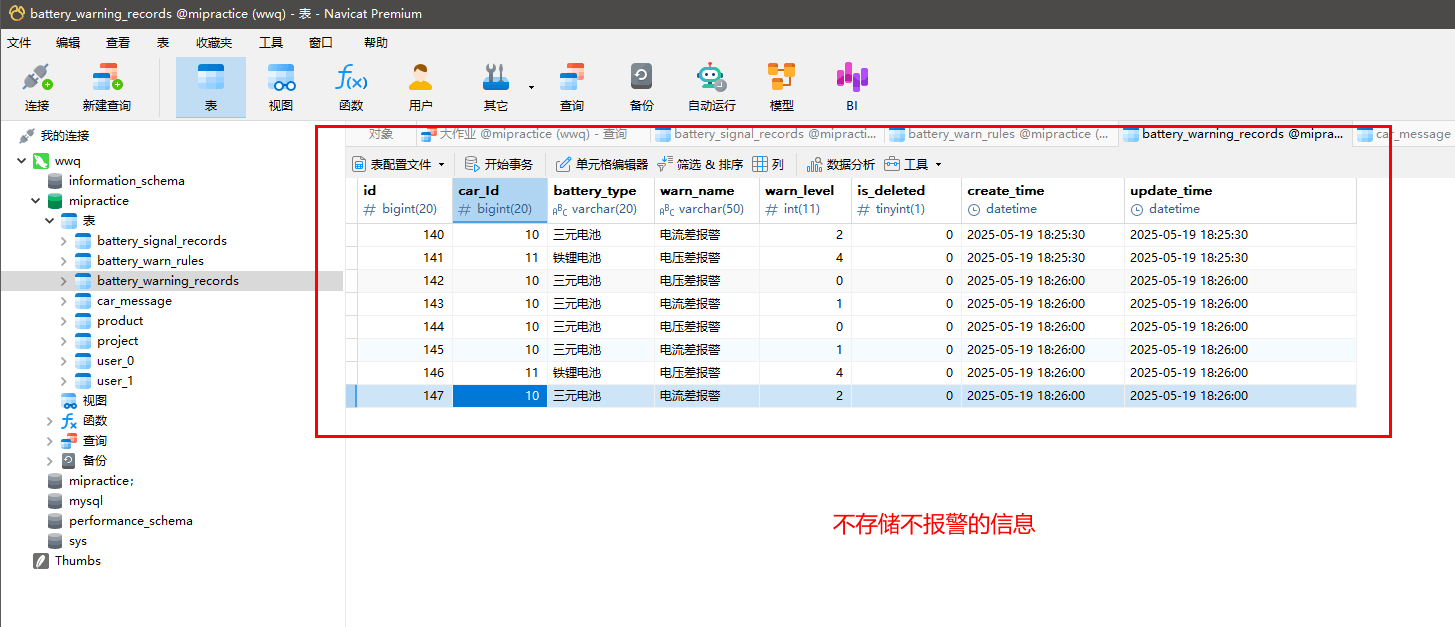 battery_warning_records @mipractice (wwq) - 表 - Navicat Premium
文件 编辑 查看 表 收藏夹 工具 窗口 帮助
连接 新建查询 表 视图 函数 用户 其它 查询 备份 自动运行 模型 BI
我的连接
wwq
information_schema
mipractice
表
battery_signal_records
battery_warn_rules
battery_warning_records
car_message
product
project
user_0
user_1
视图
函数
查询
备份
mipractice;
mysql
performance_schema
sys
Thumbs
对象 大作业 @mipractice (wwq) - 查询 battery_signal_records @mipracti... battery_warn_rules @mipractice (... battery_warning_records @mipra... car_message
表配置文件 开始事务 单元格编辑器 筛选 & 排序 列 数据分析 工具
id car_Id battery_type warn_name warn_level is_deleted create_time update_time
# bigint(20) # bigint(20) ABC varchar(20) ABC varchar(50) # int(11) # tinyint(1) datetime datetime
140 10 三元电池 电流差报警 2 0 2025-05-19 18:25:30 2025-05-19 18:25:30
141 11 铁锂电池 电压差报警 4 0 2025-05-19 18:25:30 2025-05-19 18:25:30
142 10 三元电池 电压差报警 0 0 2025-05-19 18:26:00 2025-05-19 18:26:00
143 10 三元电池 电流差报警 1 0 2025-05-19 18:26:00 2025-05-19 18:26:00
144 10 三元电池 电压差报警 0 0 2025-05-19 18:26:00 2025-05-19 18:26:00
145 10 三元电池 电流差报警 1 0 2025-05-19 18:26:00 2025-05-19 18:26:00
146 11 铁锂电池 电压差报警 4 0 2025-05-19 18:26:00 2025-05-19 18:26:00
147 10 三元电池 电流差报警 2 0 2025-05-19 18:26:00 2025-05-19 18:26:00
不存储不报警的信息